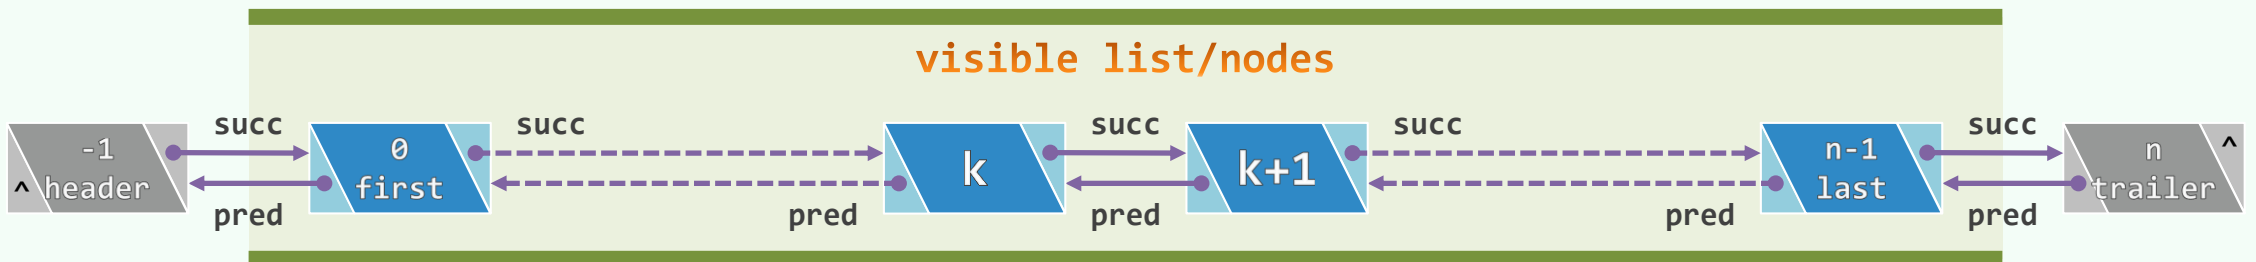 visible list/nodes
succ succ succ succ succ
-1 0 n-1 n ^
k k+1
^ header first last trailer
pred pred pred pred pred